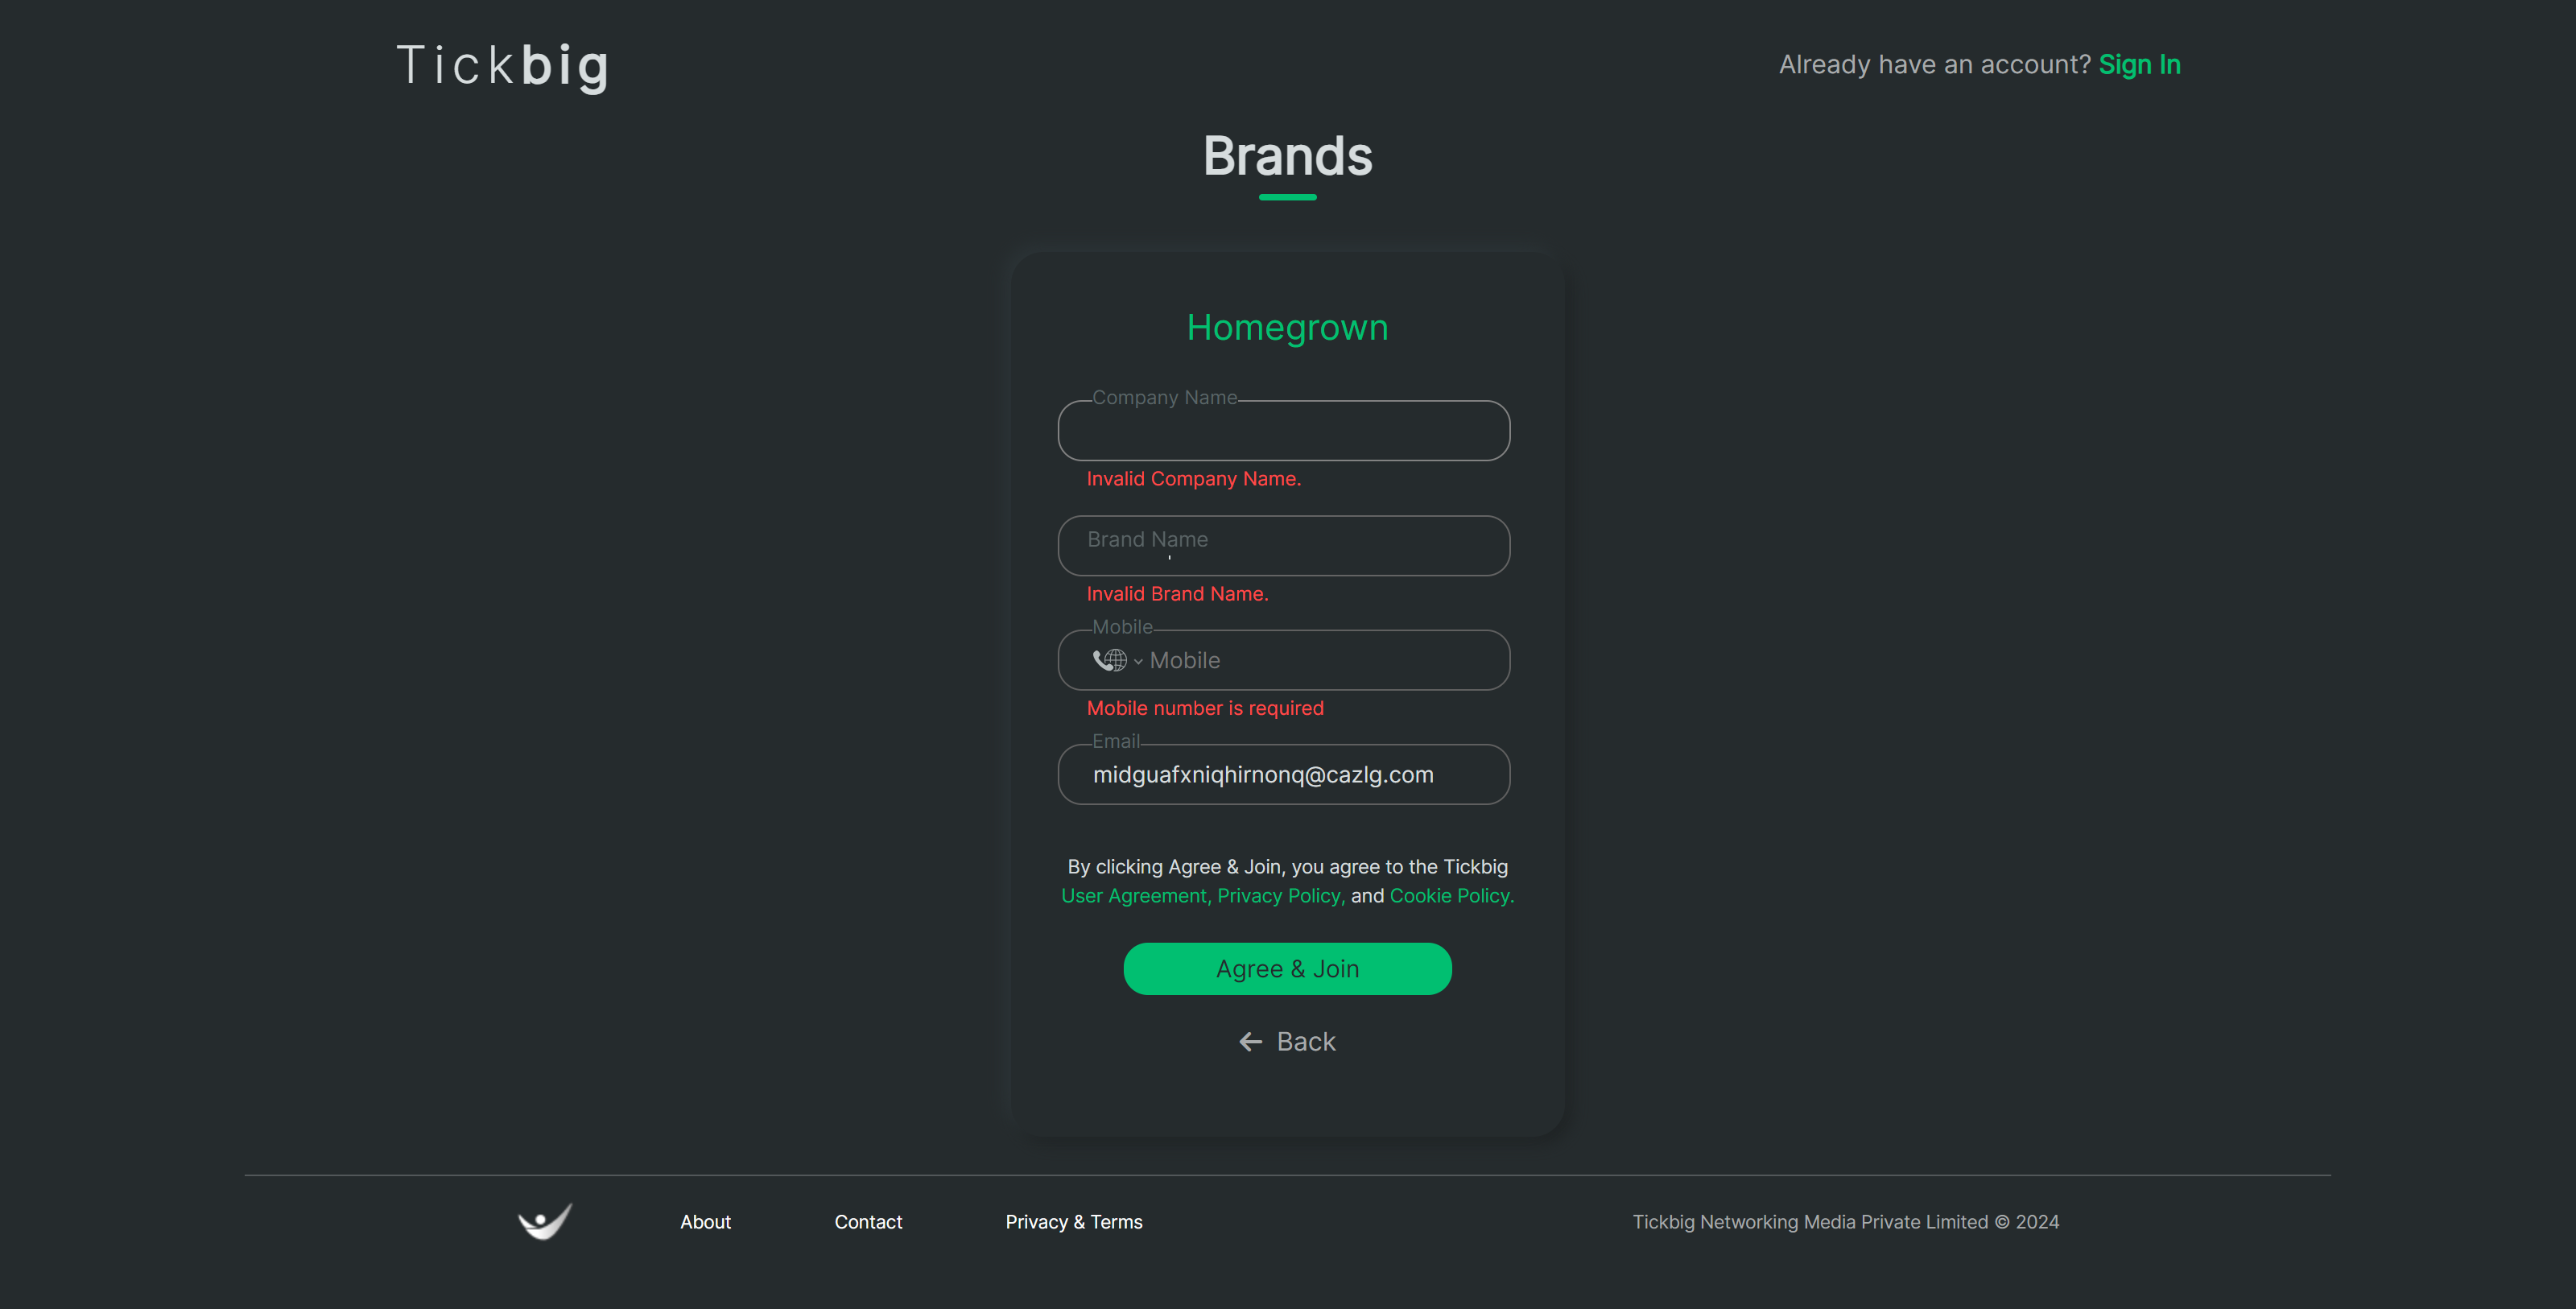 Tickbig
Already have an account? Sign In
Brands
Homegrown
Company Name
Invalid Company Name.
Brand Name
Invalid Brand Name.
Mobile
Mobile
Mobile number is required
Email
midguafxniqhirnonq@cazlg.com
By clicking Agree & Join, you agree to the Tickbig
User Agreement, Privacy Policy, and Cookie Policy.
Agree & Join
Back
About
Contact
Privacy & Terms
Tickbig Networking Media Private Limited © 2024